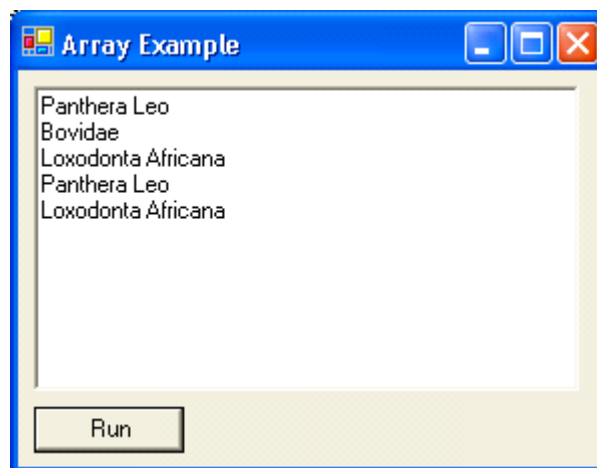 Array Example
Panthera Leo
Bovidae
Loxodonta Africana
Panthera Leo
Loxodonta Africana
Run